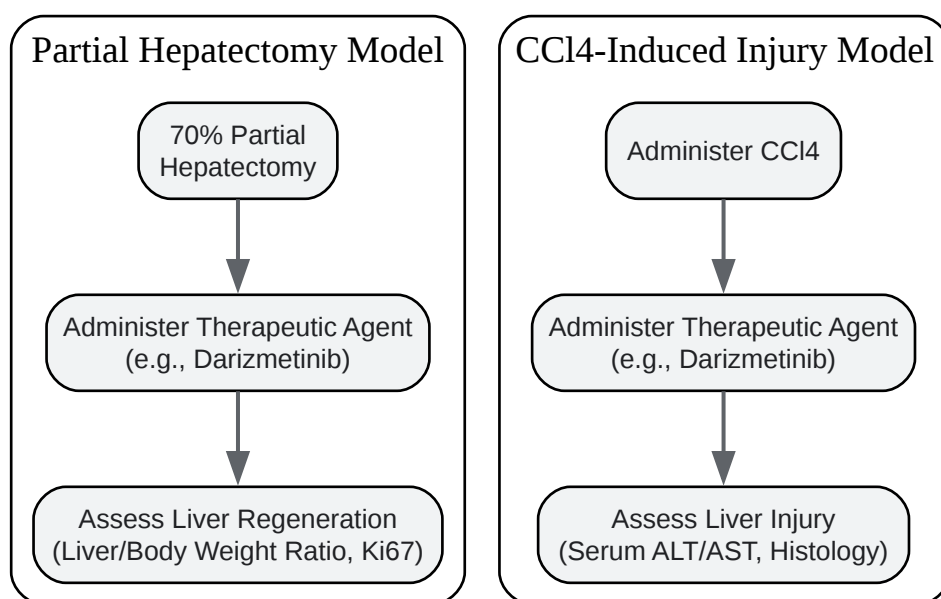 Partial Hepatectomy Model
70% Partial
Hepatectomy
Administer Therapeutic Agent
(e.g., Darizmetinib)
Assess Liver Regeneration
(Liver/Body Weight Ratio, Ki67)
CCl4-Induced Injury Model
Administer CCl4
Administer Therapeutic Agent
(e.g., Darizmetinib)
Assess Liver Injury
(Serum ALT/AST, Histology)